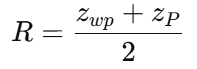 R = \frac{z_{wp} + z_P}{2}